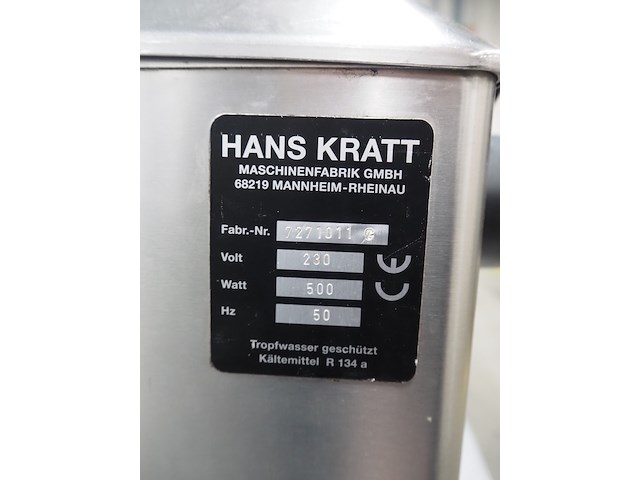 HANS KRATT
MASCHINENFABRIK GMBH
68219 MANNHEIM-RHEINAU
Fabr.-Nr.
Volt 230
Watt 500
Hz 50
CE
Tropfwasser geschützt
Kältemittel R 134 a